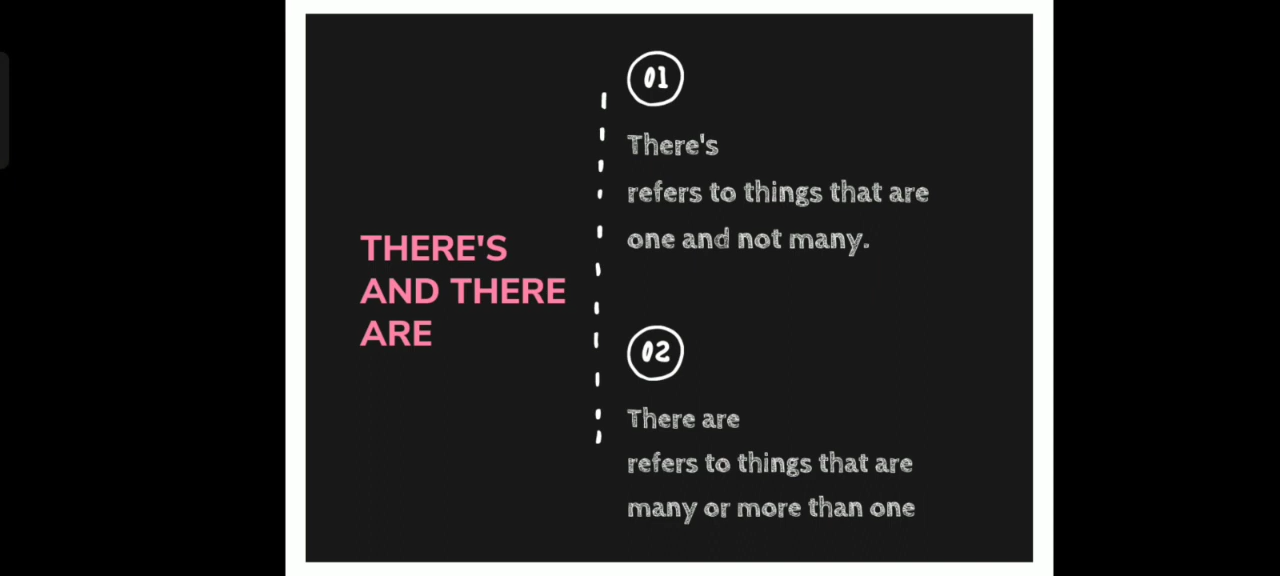 THERE'S
AND THERE
ARE
01
There's
refers to things that are
one and not many.
02
There are
refers to things that are
many or more than one